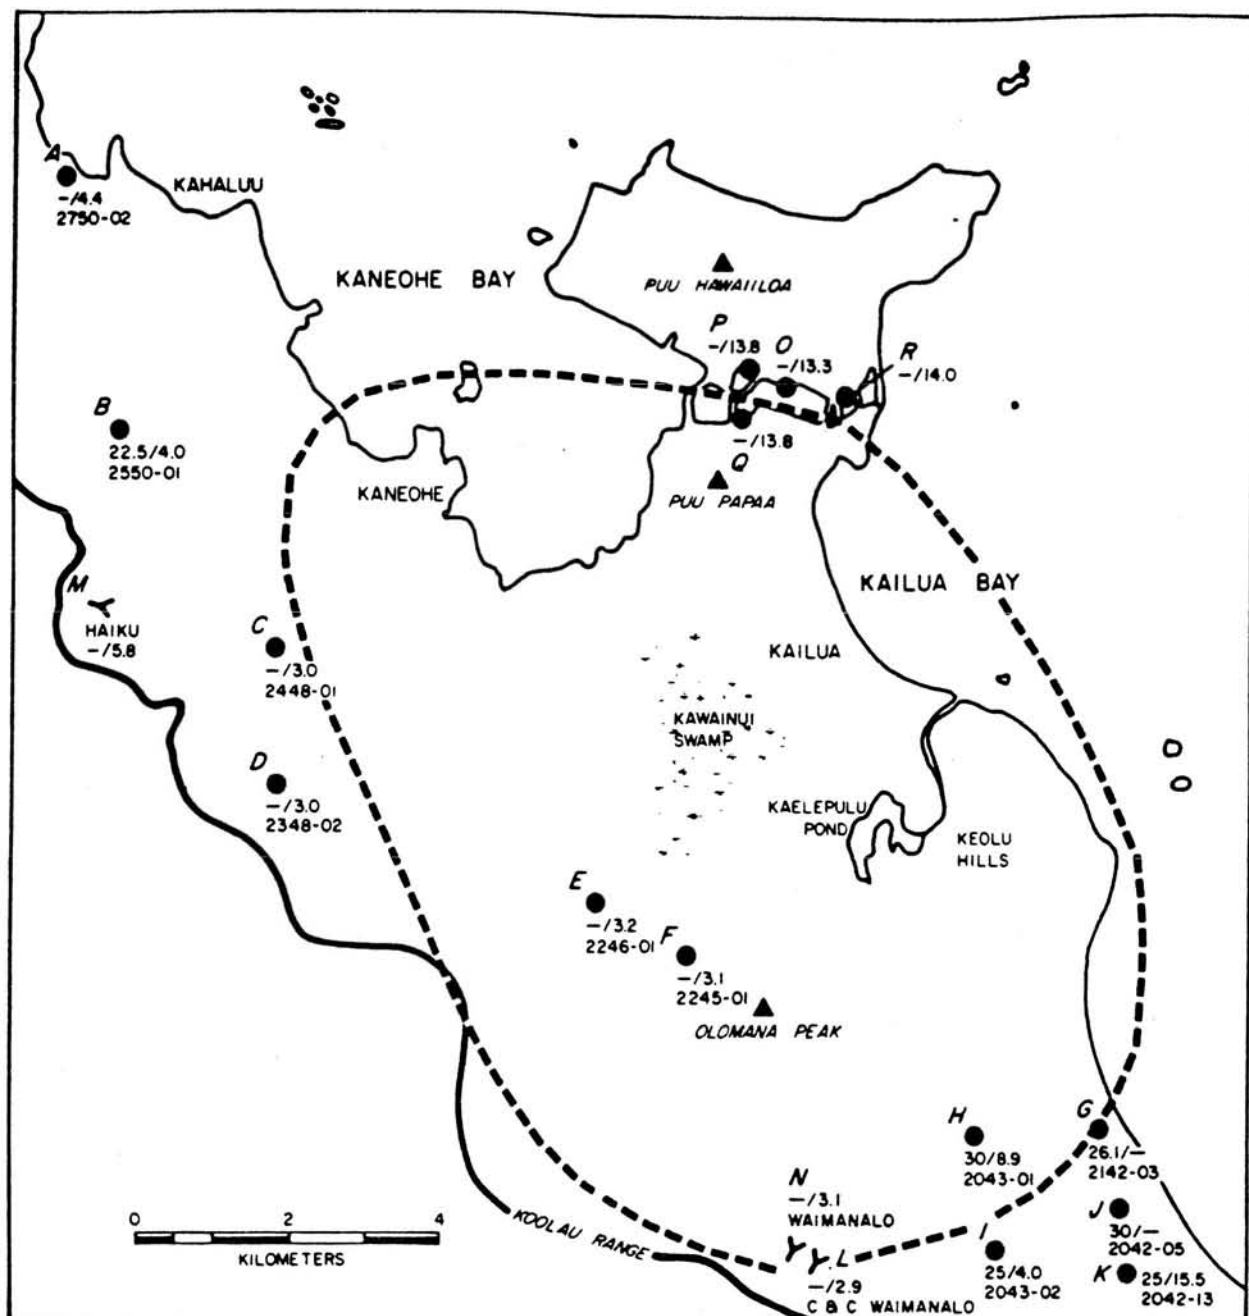 A
-/4.4
2750-02
KAHALUU
KANEOHE BAY
PUU HAWAIILOA
P
-/13.8
O
-/13.3
R
-/14.0
B
22.5/4.0
2550-01
KANEOHE
-/13.8
Q
PUU PAPAA
KAILUA BAY
M
HAIKU
-/5.8
C
-/3.0
2448-01
KAILUA
KAWAINUI
SWAMP
D
-/3.0
2348-02
KAELEPULU
POND
KEOLU
HILLS
E
-/3.2
2246-01
F
-/3.1
2245-01
OLOMANA PEAK
H
30/8.9
2043-01
G
26.1/-
2142-03
N
-/3.1
WAIMANALO
J
30/-
2042-05
I
25/4.0
2043-02
K
25/15.5
2042-13
L
-/2.9
C & C WAIMANALO
KOOLAU RANGE
0 2 4
KILOMETERS